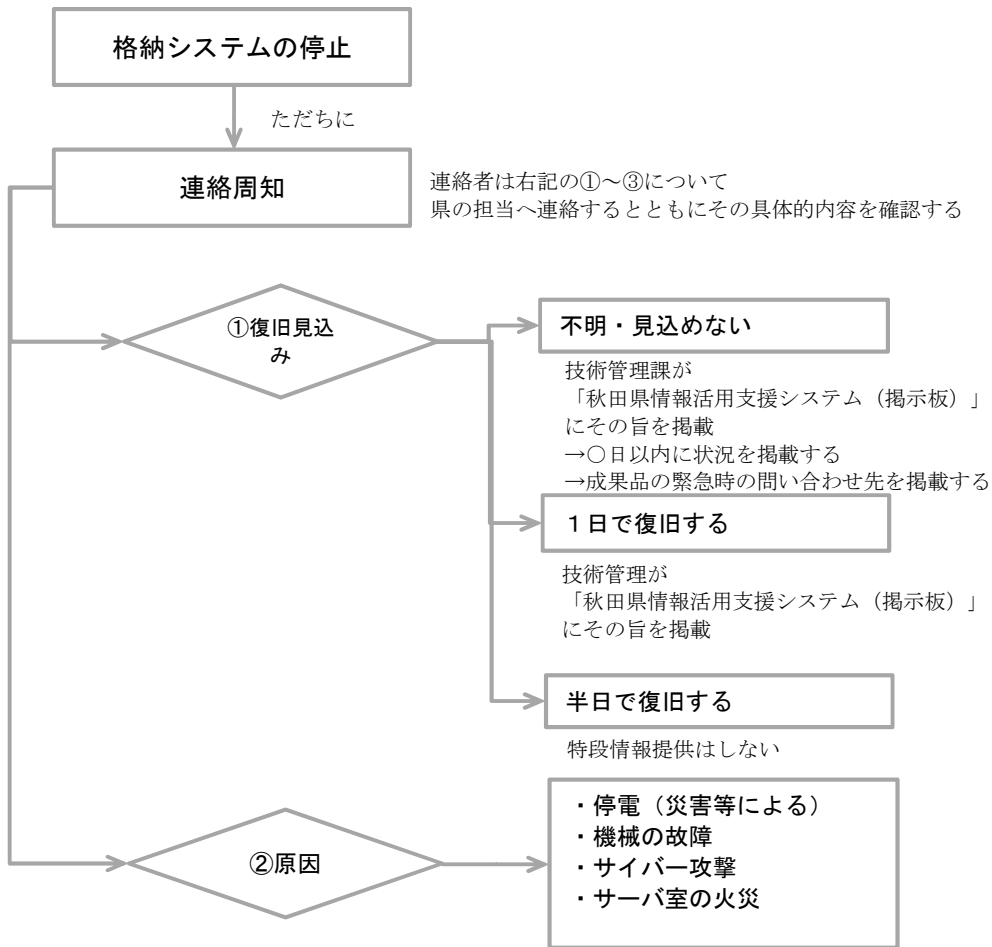 格納システムの停止
ただちに
連絡周知
連絡者は右記の①～③について
県の担当へ連絡するとともにその具体的内容を確認する
①復旧見込
み
不明・見込めない
技術管理課が
「秋田県情報活用支援システム（掲示板）」
にその旨を掲載
→〇日以内に状況を掲載する
→成果品の緊急時の問い合わせ先を掲載する
１日で復旧する
技術管理が
「秋田県情報活用支援システム（掲示板）」
にその旨を掲載
半日で復旧する
特段情報提供はしない
②原因
・停電（災害等による）
・機械の故障
・サイバー攻撃
・サーバ室の火災